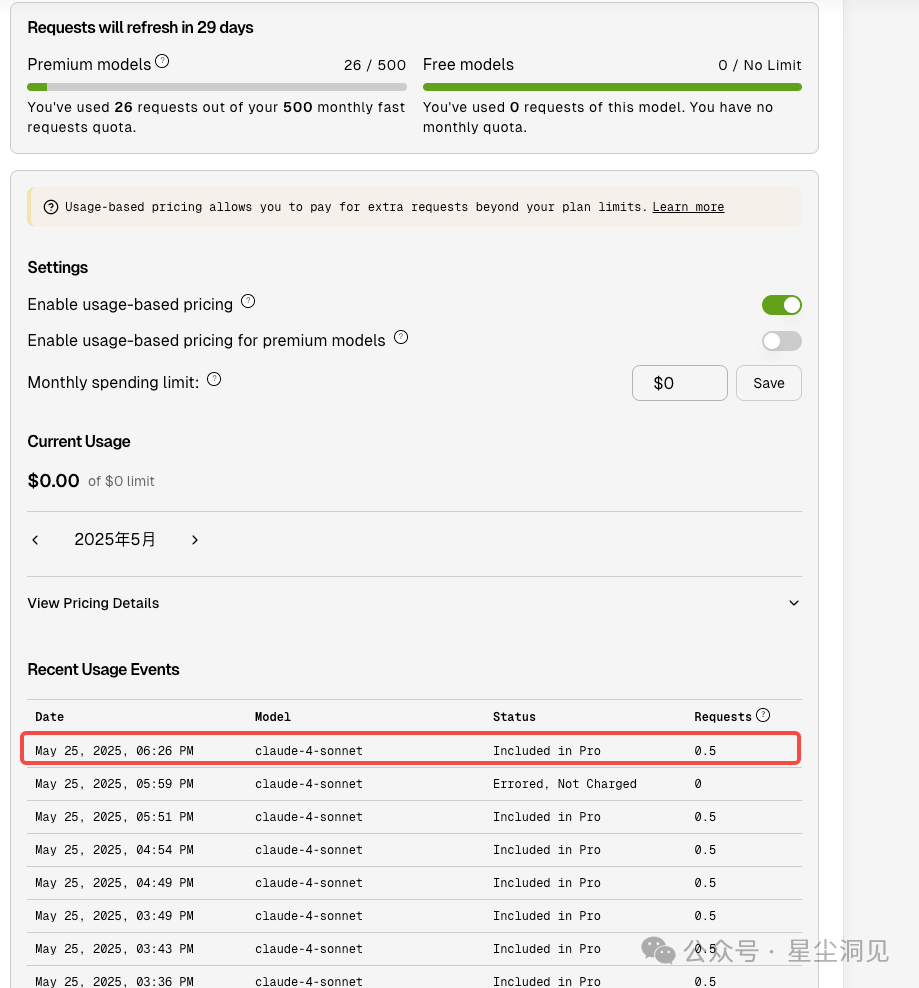 Requests will refresh in 29 days
Premium models ? 26 / 500
You've used 26 requests out of your 500 monthly fast
requests quota.
Free models 0 / No Limit
You've used 0 requests of this model. You have no
monthly quota.
? Usage-based pricing allows you to pay for extra requests beyond your plan limits. Learn more
Settings
Enable usage-based pricing ?
Enable usage-based pricing for premium models ?
Monthly spending limit: ? $0 Save
Current Usage
$0.00 of $0 limit
< 2025年5月 >
View Pricing Details
Recent Usage Events
Date Model Status Requests ?
May 25, 2025, 06:26 PM claude-4-sonnet Included in Pro 0.5
May 25, 2025, 05:59 PM claude-4-sonnet Errored, Not Charged 0
May 25, 2025, 05:51 PM claude-4-sonnet Included in Pro 0.5
May 25, 2025, 04:54 PM claude-4-sonnet Included in Pro 0.5
May 25, 2025, 04:49 PM claude-4-sonnet Included in Pro 0.5
May 25, 2025, 03:49 PM claude-4-sonnet Included in Pro 0.5
May 25, 2025, 03:43 PM claude-4-sonnet Included in Pro 0.5
公众号 · 星尘洞见
May 25, 2025, 03:36 PM claude-4-sonnet Included in Pro 0.5